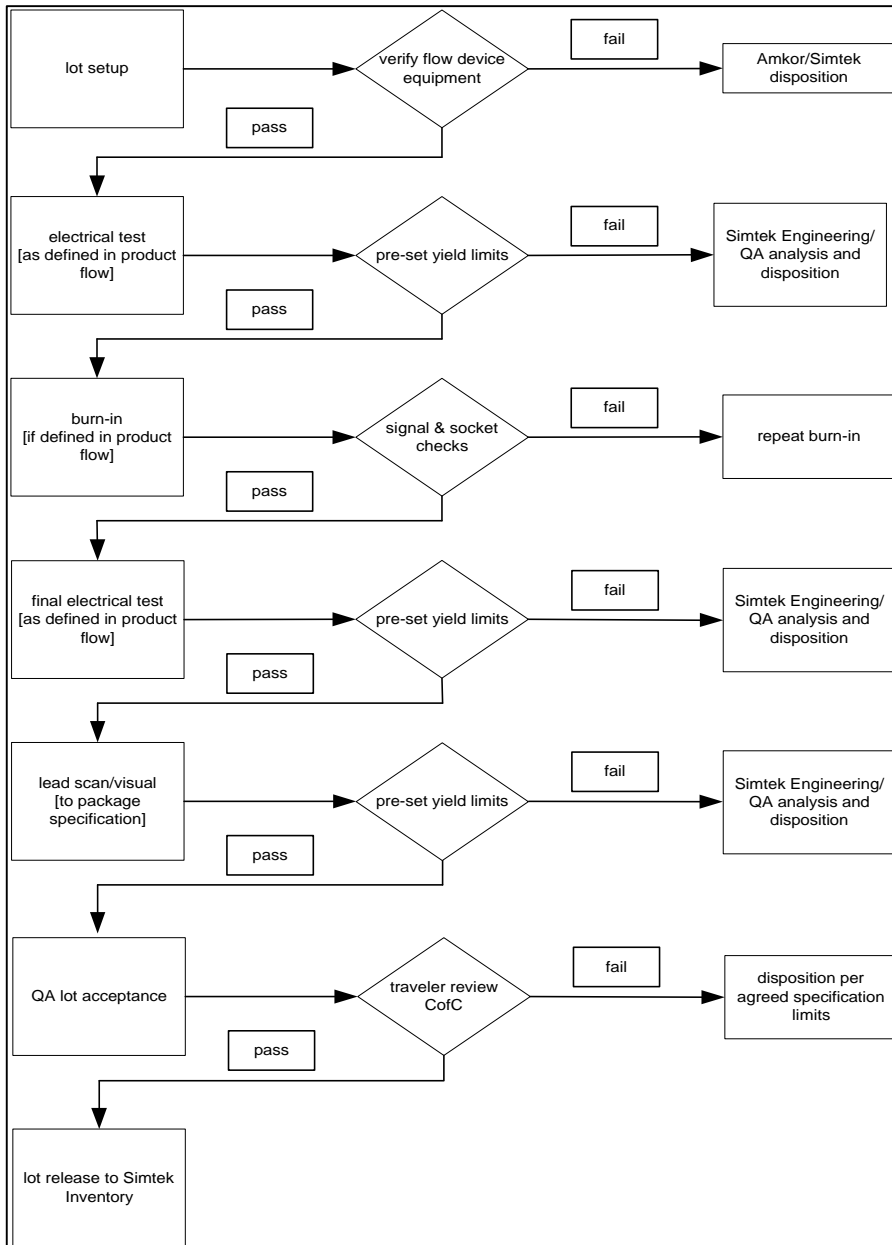 lot setup
verify flow device
equipment
fail
Amkor/Simtek
disposition
pass
electrical test
[as defined in product
flow]
pre-set yield limits
fail
Simtek Engineering/
QA analysis and
disposition
pass
burn-in
[if defined in product
flow]
signal & socket
checks
fail
repeat burn-in
pass
final electrical test
[as defined in product
flow]
pre-set yield limits
fail
Simtek Engineering/
QA analysis and
disposition
pass
lead scan/visual
[to package
specification]
pre-set yield limits
fail
Simtek Engineering/
QA analysis and
disposition
pass
QA lot acceptance
traveler review
CofC
fail
disposition per
agreed specification
limits
pass
lot release to Simtek
Inventory